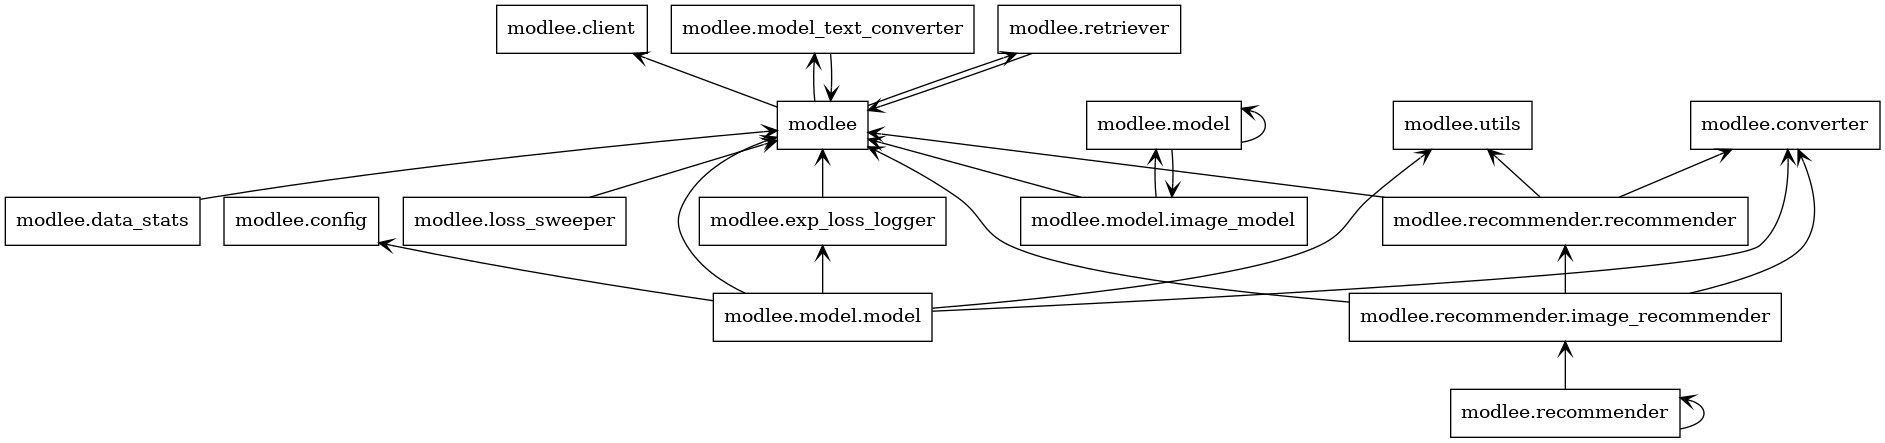 modlee.client
modlee.model_text_converter
modlee.retriever
modlee
modlee.model
modlee.utils
modlee.converter
modlee.data_stats
modlee.config
modlee.loss_sweeper
modlee.exp_loss_logger
modlee.model.image_model
modlee.recommender.recommender
modlee.model.model
modlee.recommender.image_recommender
modlee.recommender